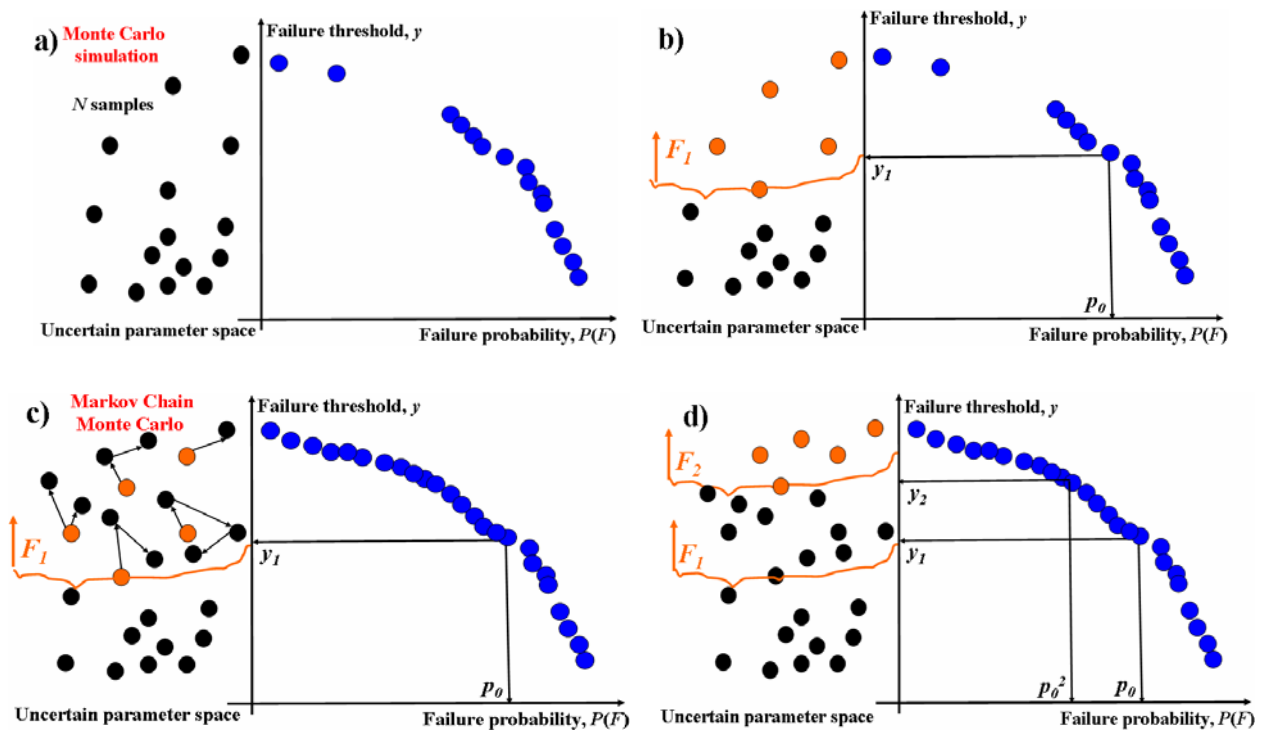 a)
Monte Carlo
simulation
N samples
Failure threshold, y
Uncertain parameter space
Failure probability, P(F)
b)
Failure threshold, y
F1
y1
p0
Uncertain parameter space
Failure probability, P(F)
c)
Markov Chain
Monte Carlo
Failure threshold, y
F1
y1
p0
Uncertain parameter space
Failure probability, P(F)
d)
Failure threshold, y
F2
y2
F1
y1
p0²
p0
Uncertain parameter space
Failure probability, P(F)